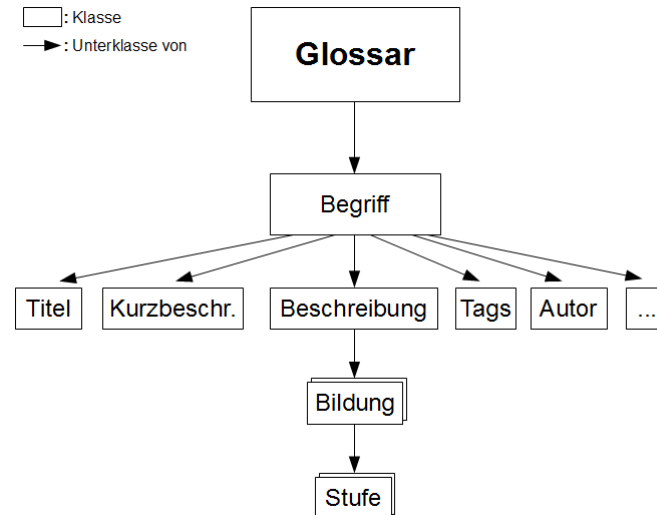 : Klasse
: Unterklasse von
Glossar
Begriff
Titel
Kurzbeschr.
Beschreibung
Tags
Autor
...
Bildung
Stufe